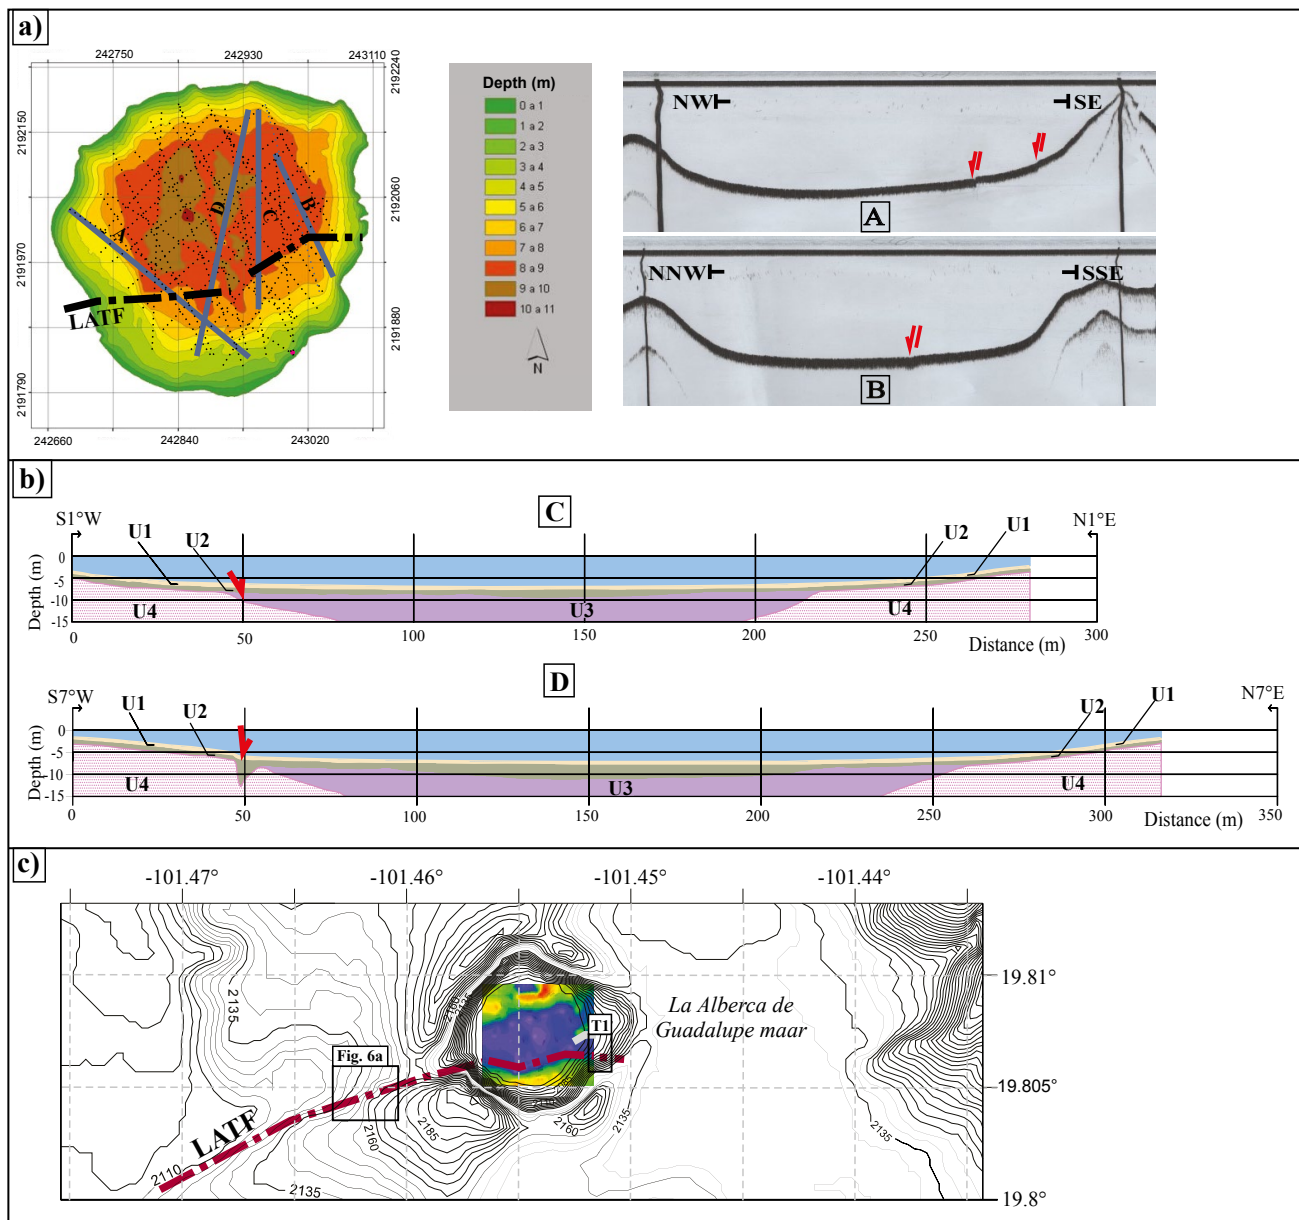 a)
242750 242930 243110
2192240
2192150 2192060
2191970 2191880
2191790
242660 242840 243020
A D C B
LATF
Depth (m)
0 a 1
1 a 2
2 a 3
3 a 4
4 a 5
5 a 6
6 a 7
7 a 8
8 a 9
9 a 10
10 a 11
N
NW SE
A
NNW SSE
B
b)
C
S1°W N1°E
U1 U2 U2 U1
Depth (m)
0
-5
-10
-15
U4 U3 U4
0 50 100 150 200 250 300
Distance (m)
D
S7°W N7°E
U1 U2 U2 U1
Depth (m)
0
-5
-10
-15
U4 U3 U4
0 50 100 150 200 250 300 350
Distance (m)
c)
-101.47 -101.46 -101.45 -101.44
19.81°
19.805°
19.8°
La Alberca de
Guadalupe maar
T1
Fig. 6a
LATF
2135
2160
2135
2110
2135
2160
2185
2160
2135
2135